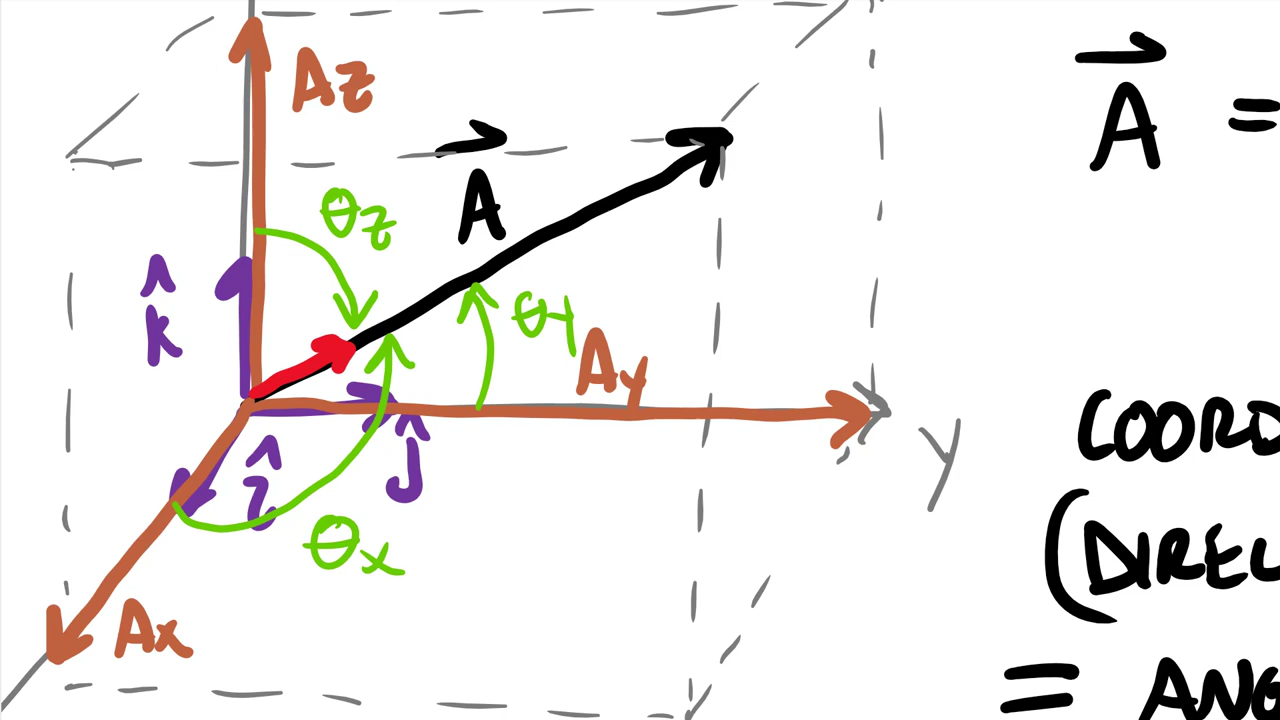 Az
A⃗
A⃗ =
θz
k̂
θy
Ay
y
ĵ
î
θx
Ax
COORD
(DIREC
= ANG